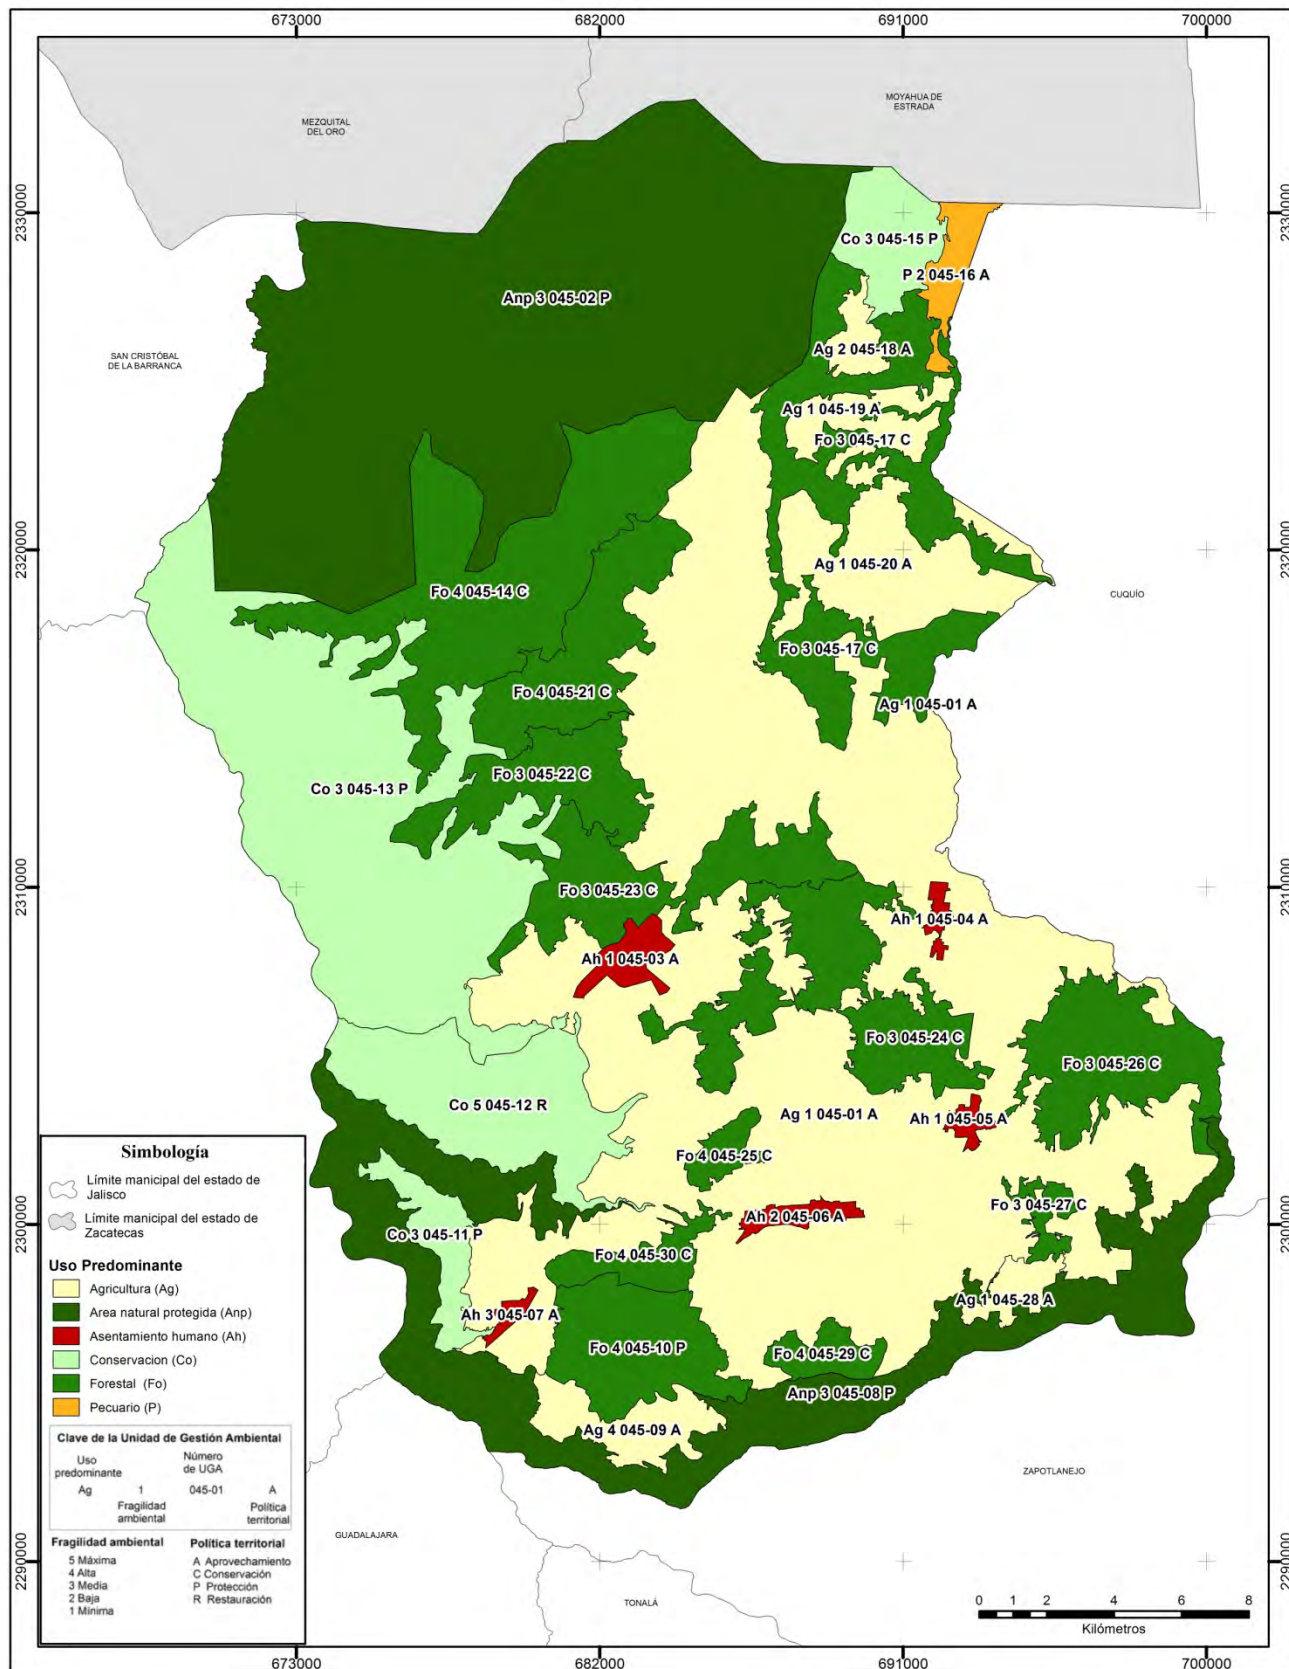 673000
682000
691000
700000
MEZQUITAL
DEL ORO
MOYAHUA DE
ESTRADA
2330000
2330000
Co 3 045-15 P
P 2 045-16 A
Anp 3 045-02 P
SAN CRISTÓBAL
DE LA BARRANCA
Ag 2 045-18 A
Ag 1 045-19 A
Fo 3 045-17 C
2320000
2320000
Ag 1 045-20 A
Fo 4 045-14 C
CUQUÍO
Fo 3 045-17 C
Fo 4 045-21 C
Ag 1 045-01 A
Fo 3 045-22 C
Co 3 045-13 P
2310000
2310000
Fo 3 045-23 C
Ah 1 045-04 A
Ah 1 045-03 A
Fo 3 045-24 C
Fo 3 045-26 C
Co 5 045-12 R
Ag 1 045-01 A
Ah 1 045-05 A
Fo 4 045-25 C
Fo 3 045-27 C
Ah 2 045-06 A
2300000
2300000
Co 3 045-11 P
Fo 4 045-30 C
Ag 1 045-28 A
Ah 3 045-07 A
Fo 4 045-10 P
Fo 4 045-29 C
Anp 3 045-08 P
Ag 4 045-09 A
ZAPOTLANEJO
GUADALAJARA
2290000
2290000
TONALÁ
Simbología
Límite municipal del estado de
Jalisco
Límite municipal del estado de
Zacatecas
Uso Predominante
Agricultura (Ag)
Area natural protegida (Anp)
Asentamiento humano (Ah)
Conservacion (Co)
Forestal (Fo)
Pecuario (P)
Clave de la Unidad de Gestión Ambiental
Uso
predominante
Número
de UGA
Ag 1 045-01 A
Fragilidad
ambiental
Política
territorial
Fragilidad ambiental
5 Máxima
4 Alta
3 Media
2 Baja
1 Mínima
Política territorial
A Aprovechamiento
C Conservación
P Protección
R Restauración
0 1 2 4 6 8
Kilómetros
673000
682000
691000
700000